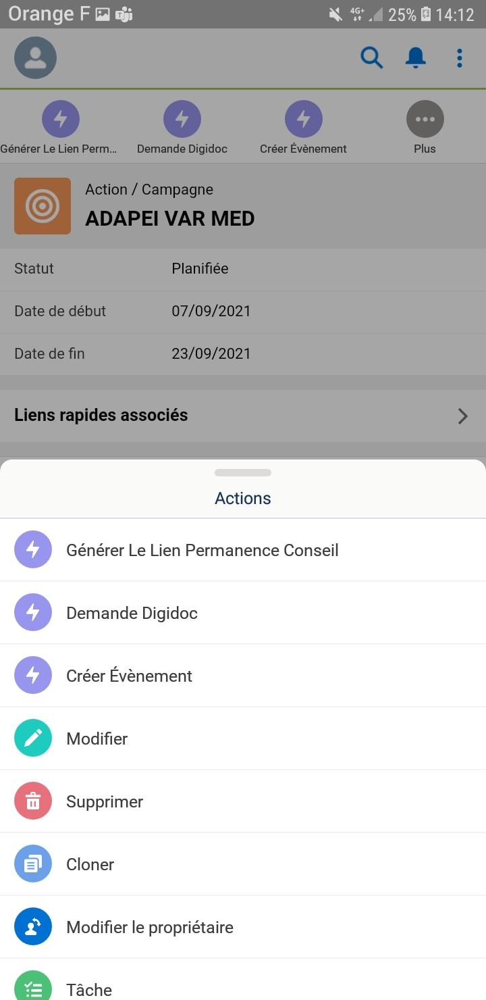 Orange F 4G+ 25% 14:12
Générer Le Lien Perm... Demande Digidoc Créer Évènement Plus
Action / Campagne
ADAPEI VAR MED
Statut Planifiée
Date de début 07/09/2021
Date de fin 23/09/2021
Liens rapides associés
Actions
Générer Le Lien Permanence Conseil
Demande Digidoc
Créer Évènement
Modifier
Supprimer
Cloner
Modifier le propriétaire
Tâche